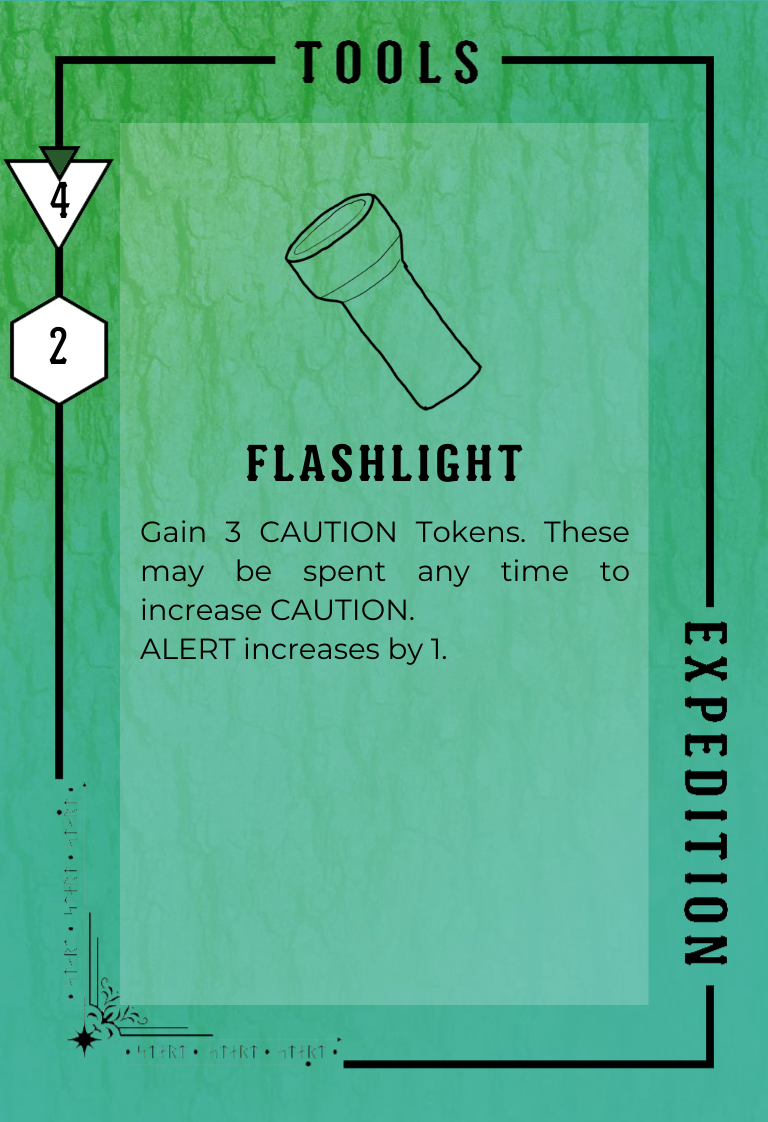 TOOLS
4
2
FLASHLIGHT
Gain 3 CAUTION Tokens. These
may be spent any time to
increase CAUTION.
ALERT increases by 1.
EXPEDITION